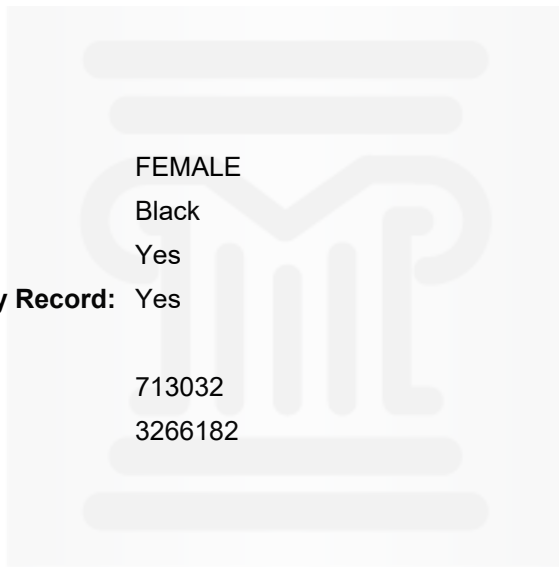 FEMALE
Black
Yes
y Record: Yes
713032
3266182